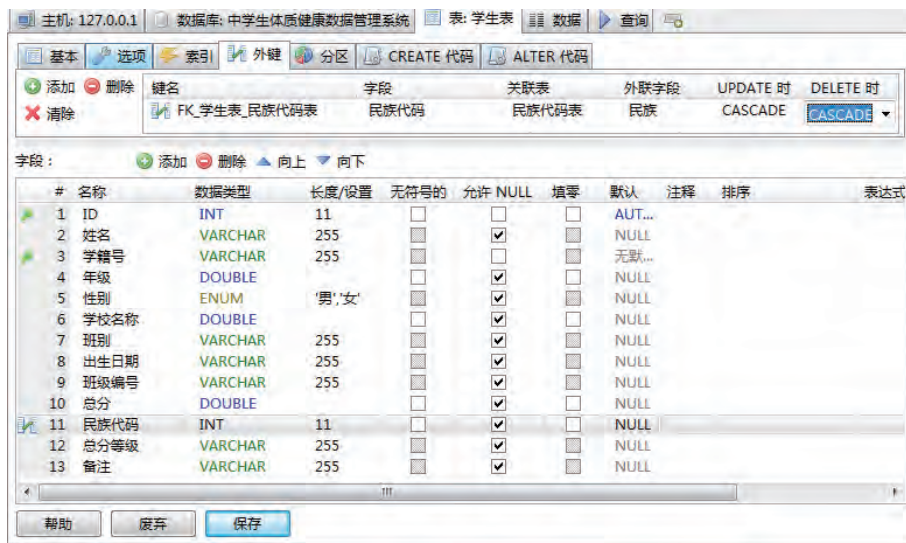 主机: 127.0.0.1 数据库: 中学生体质健康数据管理系统 表: 学生表 数据 查询
基本 选项 索引 外键 分区 CREATE 代码 ALTER 代码
添加 删除 键名 字段 关联表 外联字段 UPDATE 时 DELETE 时
清除 FK_学生表_民族代码表 民族代码 民族代码表 民族 CASCADE CASCADE
字段: 添加 删除 向上 向下
# 名称 数据类型 长度/设置 无符号的 允许 NULL 填零 默认 注释 排序 表达式
1 ID INT 11 AUT...
2 姓名 VARCHAR 255 NULL
3 学籍号 VARCHAR 255 无默...
4 年级 DOUBLE NULL
5 性别 ENUM '男','女' NULL
6 学校名称 DOUBLE NULL
7 班别 VARCHAR 255 NULL
8 出生日期 VARCHAR 255 NULL
9 班级编号 VARCHAR 255 NULL
10 总分 DOUBLE NULL
11 民族代码 INT 11 NULL
12 总分等级 VARCHAR 255 NULL
13 备注 VARCHAR 255 NULL
帮助 废弃 保存